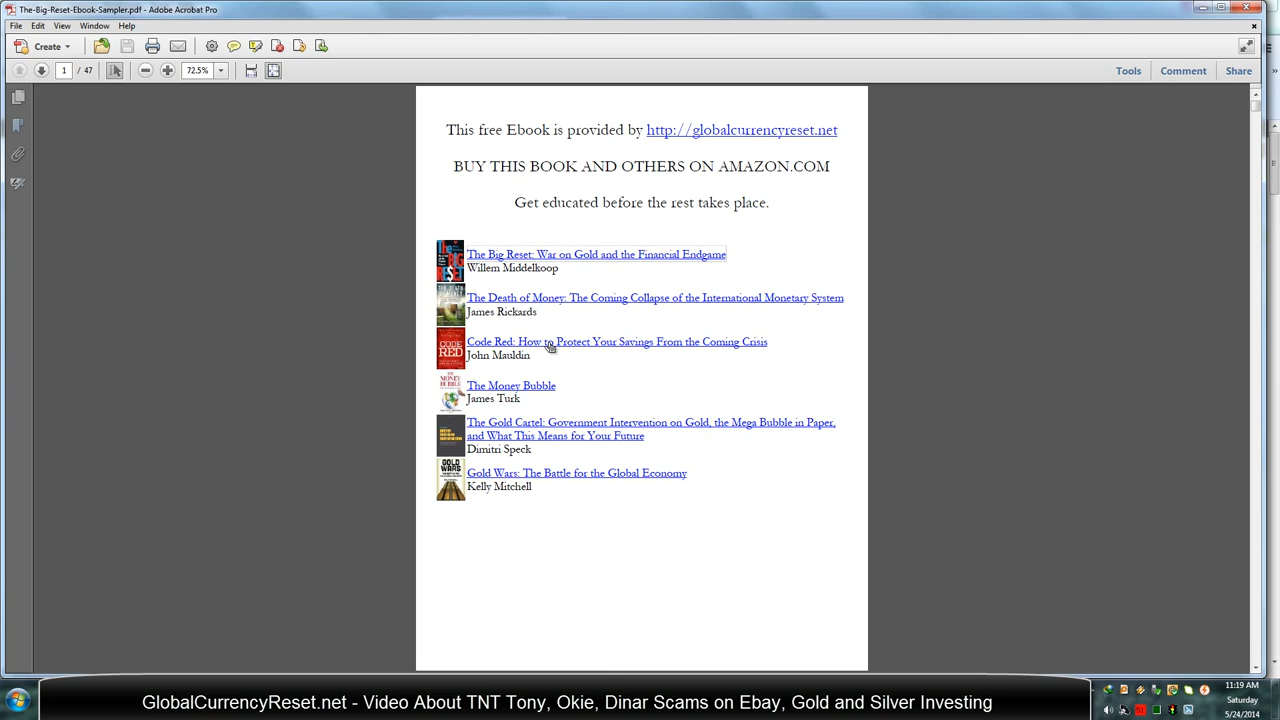 The-Big-Reset-Ebook-Sampler.pdf - Adobe Acrobat Pro
File Edit View Window Help
Create
1 / 47 72.5% Tools Comment Share
This free Ebook is provided by http://globalcurrencyreset.net
BUY THIS BOOK AND OTHERS ON AMAZON.COM
Get educated before the rest takes place.
The Big Reset: War on Gold and the Financial Endgame
Willem Middelkoop
The Death of Money: The Coming Collapse of the International Monetary System
James Rickards
CODE RED
Code Red: How to Protect Your Savings From the Coming Crisis
John Mauldin
The Money Bubble
James Turk
The Gold Cartel: Government Intervention on Gold, the Mega Bubble in Paper,
and What This Means for Your Future
Dimitri Speck
GOLD WARS
Gold Wars: The Battle for the Global Economy
Kelly Mitchell
11:19 AM
Saturday
5/24/2014
GlobalCurrencyReset.net - Video About TNT Tony, Okie, Dinar Scams on Ebay, Gold and Silver Investing